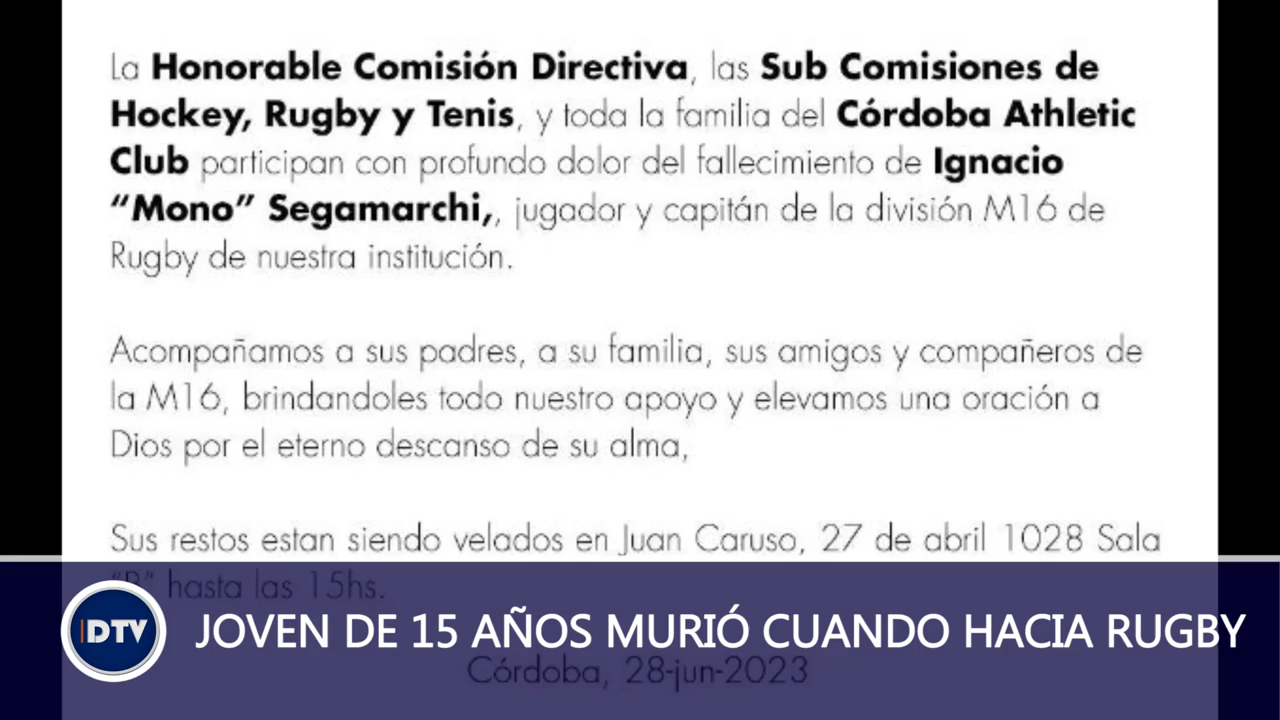 La Honorable Comisión Directiva, las Sub Comisiones de
Hockey, Rugby y Tenis, y toda la familia del Córdoba Athletic
Club participan con profundo dolor del fallecimiento de Ignacio
“Mono” Segamarchi,, jugador y capitán de la división M16 de
Rugby de nuestra institución.
Acompañamos a sus padres, a su familia, sus amigos y compañeros de
la M16, brindandoles todo nuestro apoyo y elevamos una oración a
Dios por el eterno descanso de su alma,
Sus restos estan siendo velados en Juan Caruso, 27 de abril 1028 Sala
hasta las 15hs.
DTV
JOVEN DE 15 AÑOS MURIÓ CUANDO HACIA RUGBY
Córdoba, 28-jun-2023